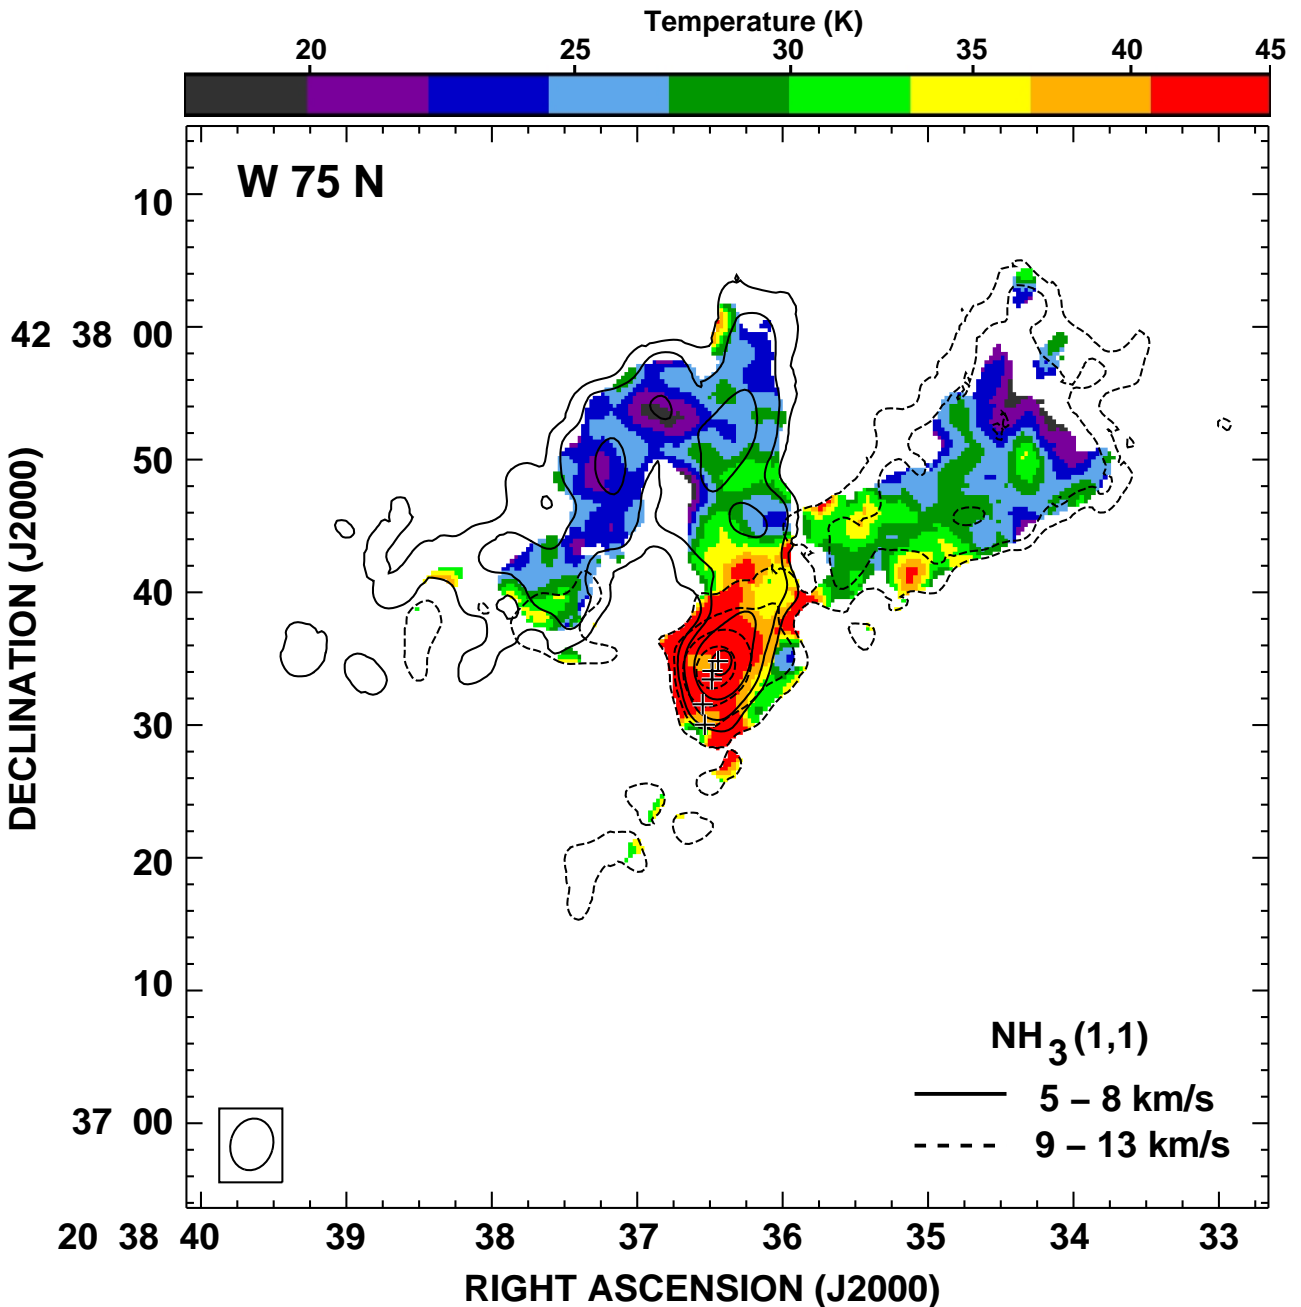 Temperature (K)
20 25 30 35 40 45
W 75 N
10
42 38 00
50
40
30
20
10
37 00
DECLINATION (J2000)
NH3 (1,1)
5 – 8 km/s
9 – 13 km/s
20 38 40 39 38 37 36 35 34 33
RIGHT ASCENSION (J2000)